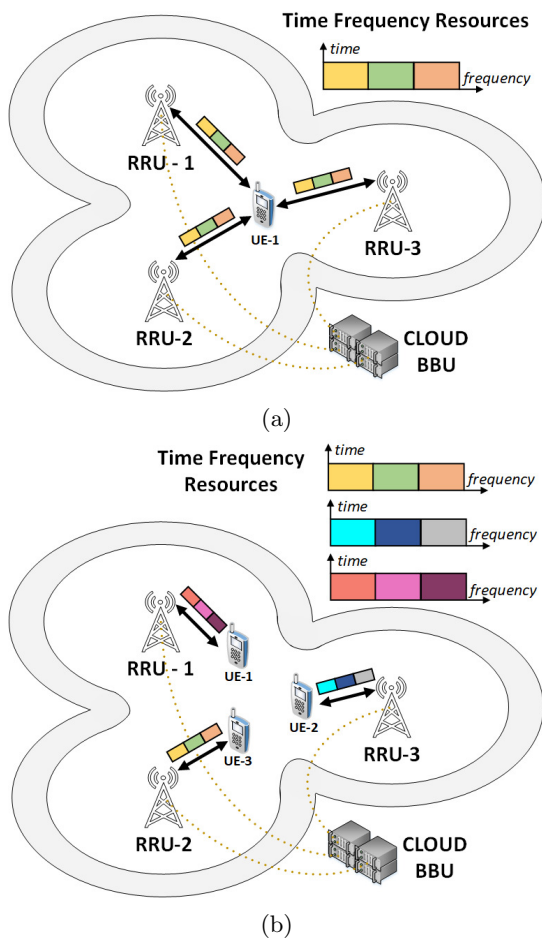 Time Frequency Resources
time
frequency
RRU - 1
UE-1
RRU-3
RRU-2
CLOUD
BBU
(a)
Time Frequency
Resources
time
frequency
time
frequency
time
frequency
RRU - 1
UE-1
UE-2
RRU-3
UE-3
RRU-2
CLOUD
BBU
(b)